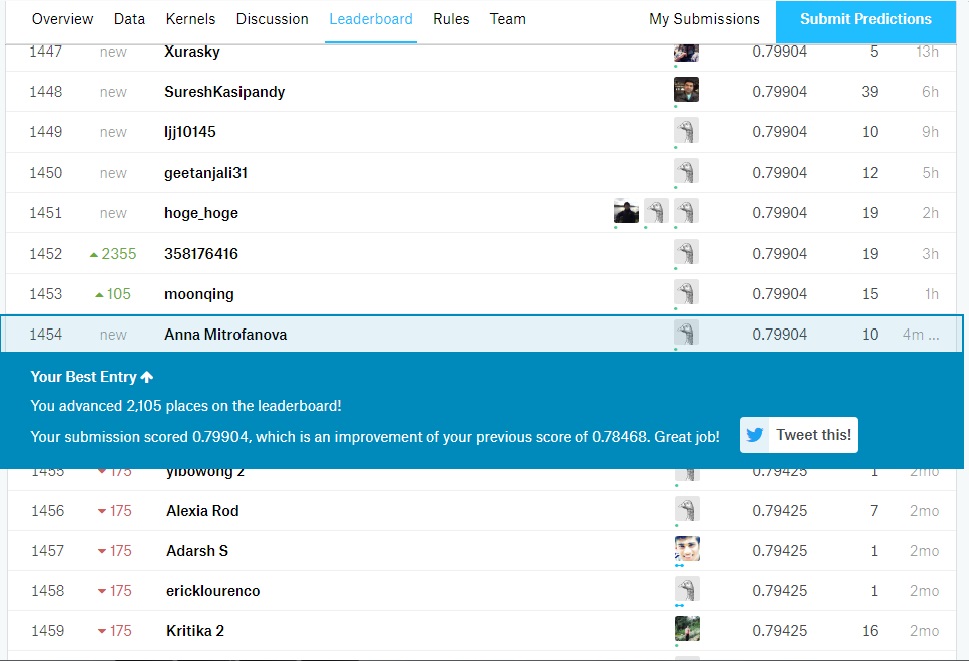 Overview Data Kernels Discussion Leaderboard Rules Team My Submissions Submit Predictions
1447 new Xurasky 0.79904 5 13h
1448 new SureshKasipandy 0.79904 39 6h
1449 new ljj10145 0.79904 10 9h
1450 new geetanjali31 0.79904 12 5h
1451 new hoge_hoge 0.79904 19 2h
1452 2355 358176416 0.79904 19 3h
1453 105 moonqing 0.79904 15 1h
1454 new Anna Mitrofanova 0.79904 10 4m ...
Your Best Entry
You advanced 2,105 places on the leaderboard!
Your submission scored 0.79904, which is an improvement of your previous score of 0.78468. Great job! Tweet this!
1455 175 yibowong 2 0.79425 1 2mo
1456 175 Alexia Rod 0.79425 7 2mo
1457 175 Adarsh S 0.79425 1 2mo
1458 175 ericklourenco 0.79425 1 2mo
1459 175 Kritika 2 0.79425 16 2mo